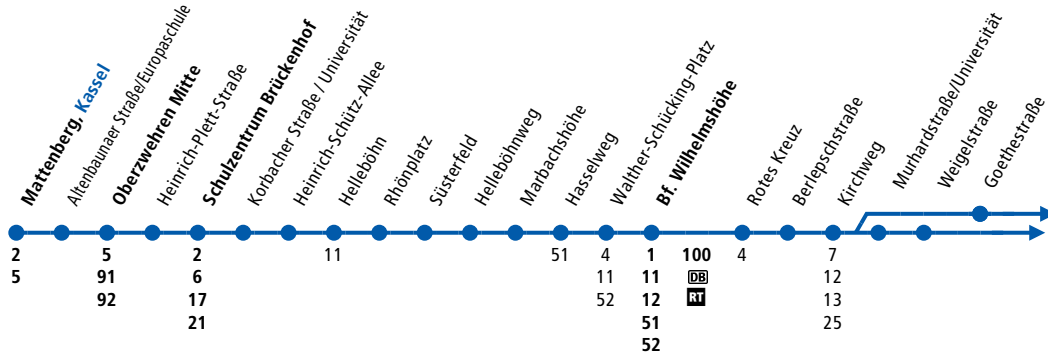 Mattenberg, Kassel
Altenbauner Straße/Europaschule
Oberzwehren Mitte
Heinrich-Plett-Straße
Schulzentrum Brückenhof
Korbacher Straße / Universität
Heinrich-Schütz-Allee
Helleböhn
Rhönplatz
Süsterfeld
Helleböhnweg
Marbachshöhe
Hasselweg
Walther-Schücking-Platz
Bf. Wilhelmshöhe
Rotes Kreuz
Berlepschstraße
Kirchweg
Murhardstraße/Universität
Weigelstraße
Goethestraße
2 5 2 11 51 4 1 100 4 7
5 91 6 11 11 DB 12
92 17 52 12 RT 13
21 51 25
52